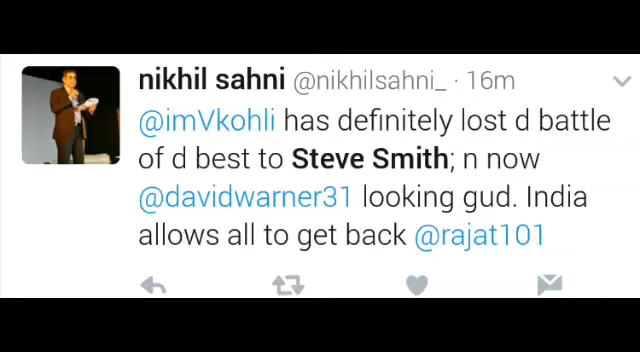 nikhil sahni @nikhilsahni_ · 16m
@imVkohli has definitely lost d battle
of d best to Steve Smith; n now
@davidwarner31 looking gud. India
allows all to get back @rajat101